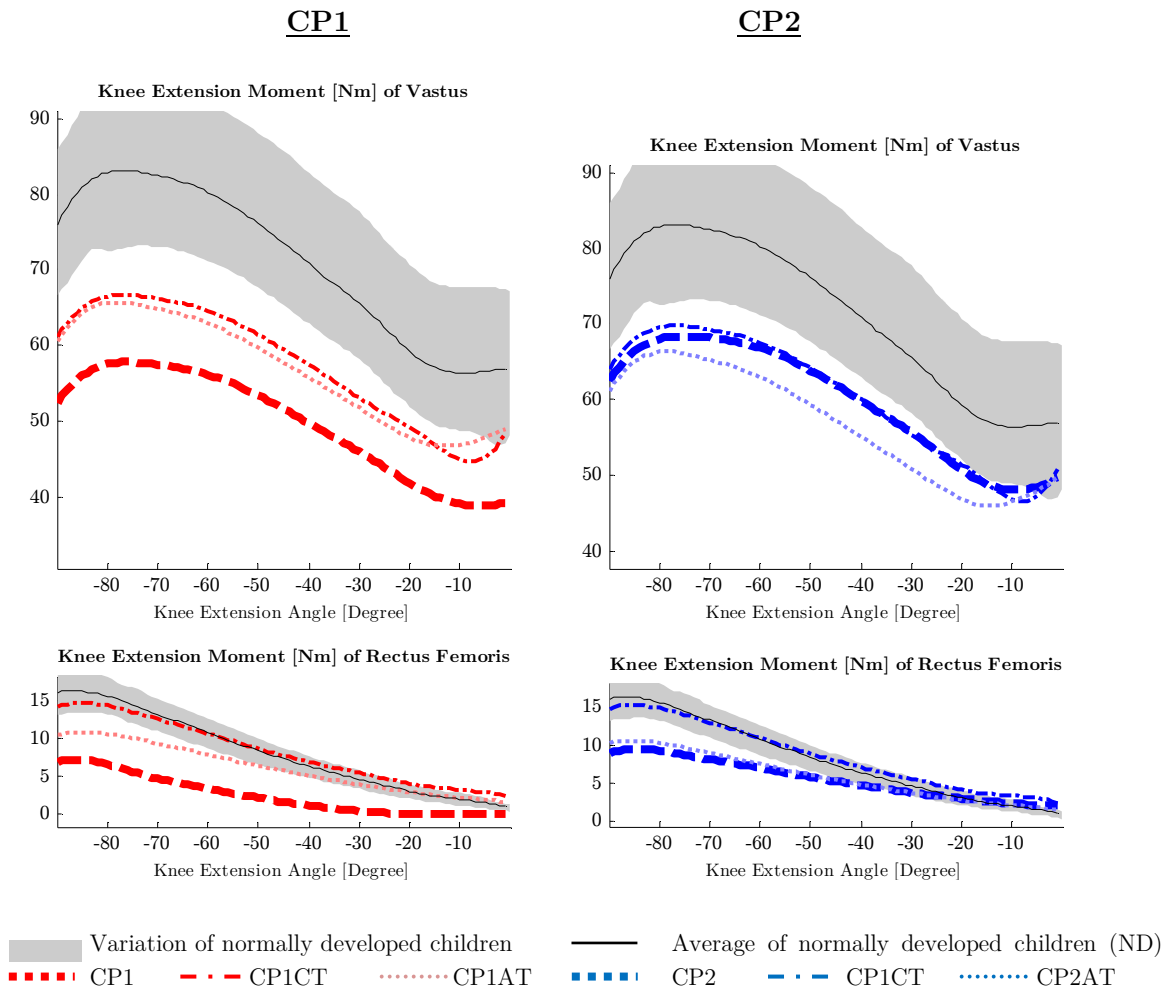 CP1
CP2
Knee Extension Moment [Nm] of Vastus
90
80
70
60
50
40
-80 -70 -60 -50 -40 -30 -20 -10
Knee Extension Angle [Degree]
Knee Extension Moment [Nm] of Vastus
90
80
70
60
50
40
-80 -70 -60 -50 -40 -30 -20 -10
Knee Extension Angle [Degree]
Knee Extension Moment [Nm] of Rectus Femoris
15
10
5
0
-80 -70 -60 -50 -40 -30 -20 -10
Knee Extension Angle [Degree]
Knee Extension Moment [Nm] of Rectus Femoris
15
10
5
0
-80 -70 -60 -50 -40 -30 -20 -10
Knee Extension Angle [Degree]
Variation of normally developed children
Average of normally developed children (ND)
CP1 CP1CT CP1AT
CP2 CP1CT CP2AT